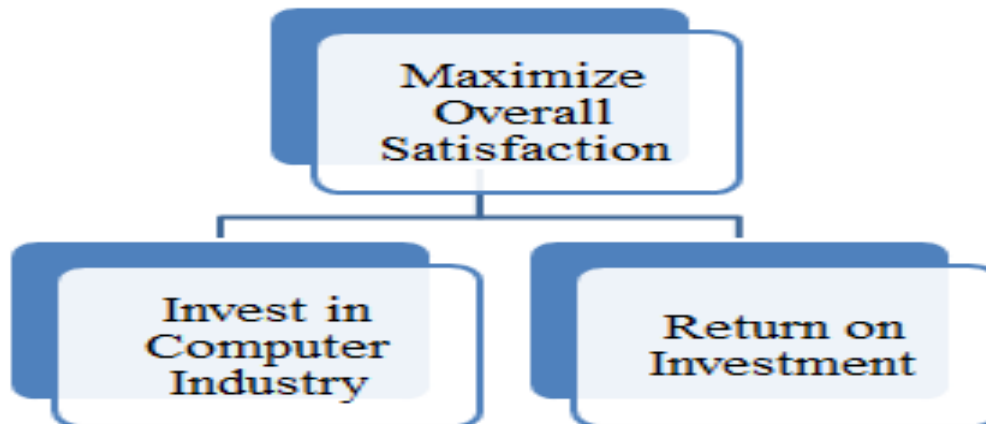 Maximize
Overall
Satisfaction
Invest in
Computer
Industry
Return on
Investment